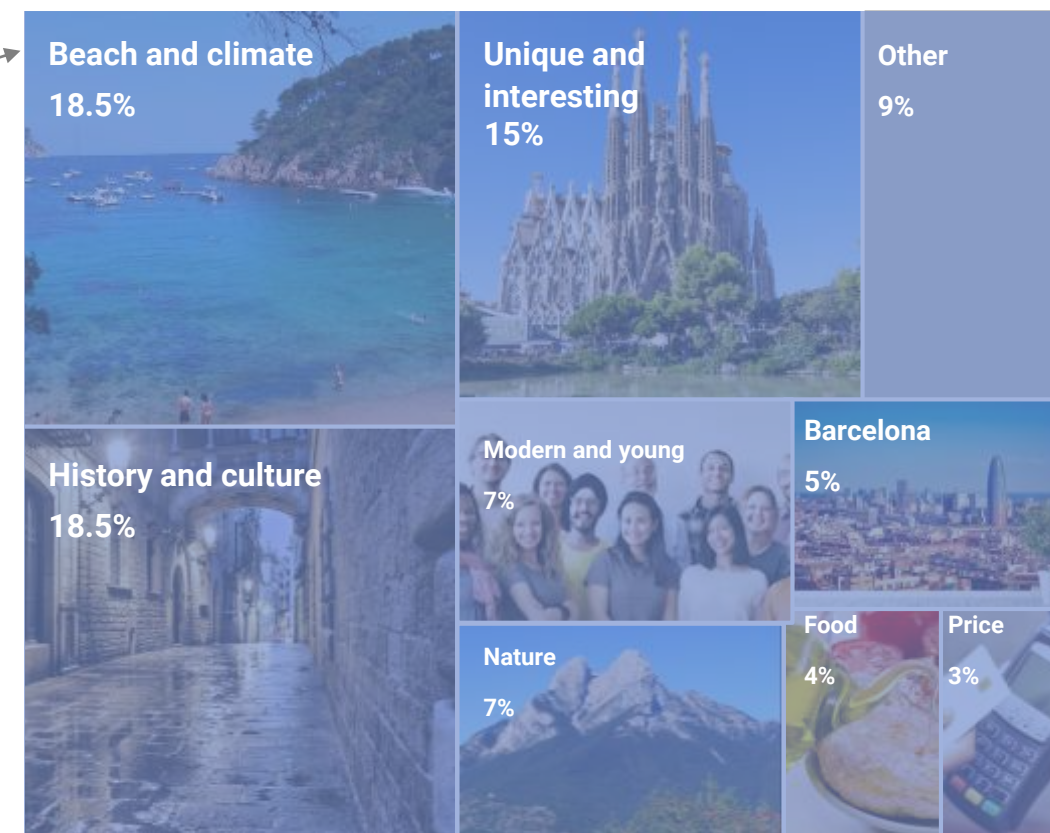 Beach and climate
18.5%
Unique and
interesting
15%
Other
9%
History and culture
18.5%
Modern and young
7%
Barcelona
5%
Nature
7%
Food
4%
Price
3%